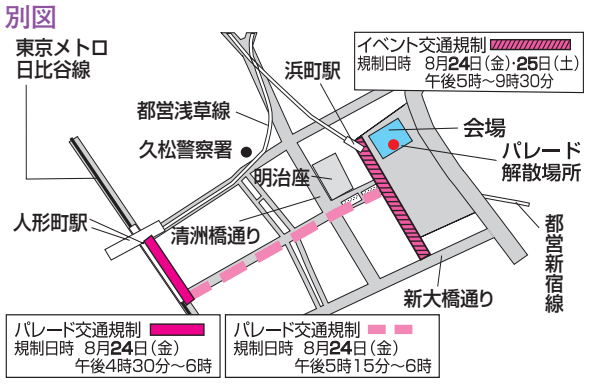 別図
東京メトロ
日比谷線
イベント交通規制
規制日時 8月24日（金）・25日（土）
午後5時～9時30分
浜町駅
都営浅草線
会場
久松警察署
パレード
解散場所
明治座
人形町駅
清洲橋通り
都営新宿線
新大橋通り
パレード交通規制
規制日時 8月24日（金）
午後4時30分～6時
パレード交通規制
規制日時 8月24日（金）
午後5時15分～6時